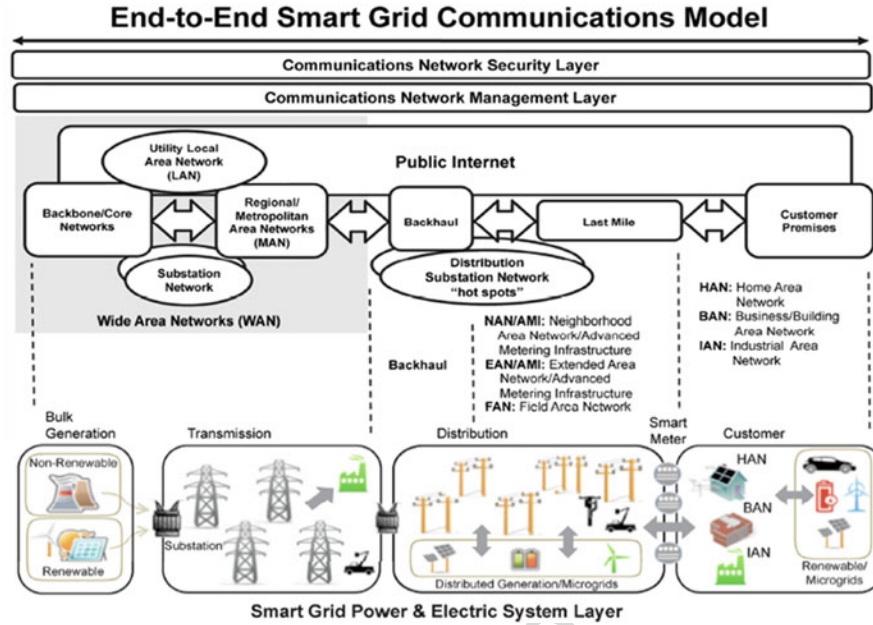 End-to-End Smart Grid Communications Model
Communications Network Security Layer
Communications Network Management Layer
Utility Local
Area Network
(LAN)
Public Internet
Backbone/Core
Networks
Regional/
Metropolitan
Area Networks
(MAN)
Backhaul
Last Mile
Customer
Premises
Substation
Network
Distribution
Substation Network
"hot spots"
Wide Area Networks (WAN)
Backhaul
NAN/AMI: Neighborhood
Area Network/Advanced
Metering Infrastructure
EAN/AMI: Extended Area
Network/Advanced
Metering Infrastructure
FAN: Field Area Network
HAN: Home Area
Network
BAN: Business/Building
Area Network
IAN: Industrial Area
Network
Bulk
Generation
Transmission
Distribution
Smart
Meter
Customer
Non-Renewable
Renewable
Substation
Distributed Generation/Microgrids
HAN
BAN
IAN
Renewable/
Microgrids
Smart Grid Power & Electric System Layer